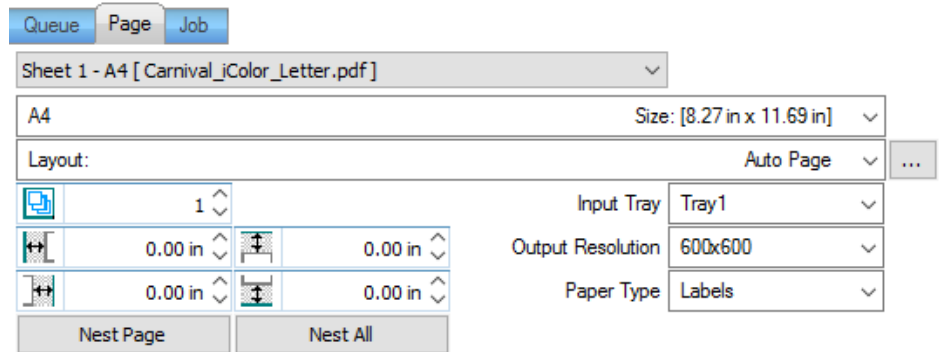 Queue Page Job
Sheet 1 - A4 [ Carnival_iColor_Letter.pdf ]
A4 Size: [8.27 in x 11.69 in]
Layout: Auto Page ...
1 Input Tray Tray1
0.00 in 0.00 in Output Resolution 600x600
0.00 in 0.00 in Paper Type Labels
Nest Page Nest All